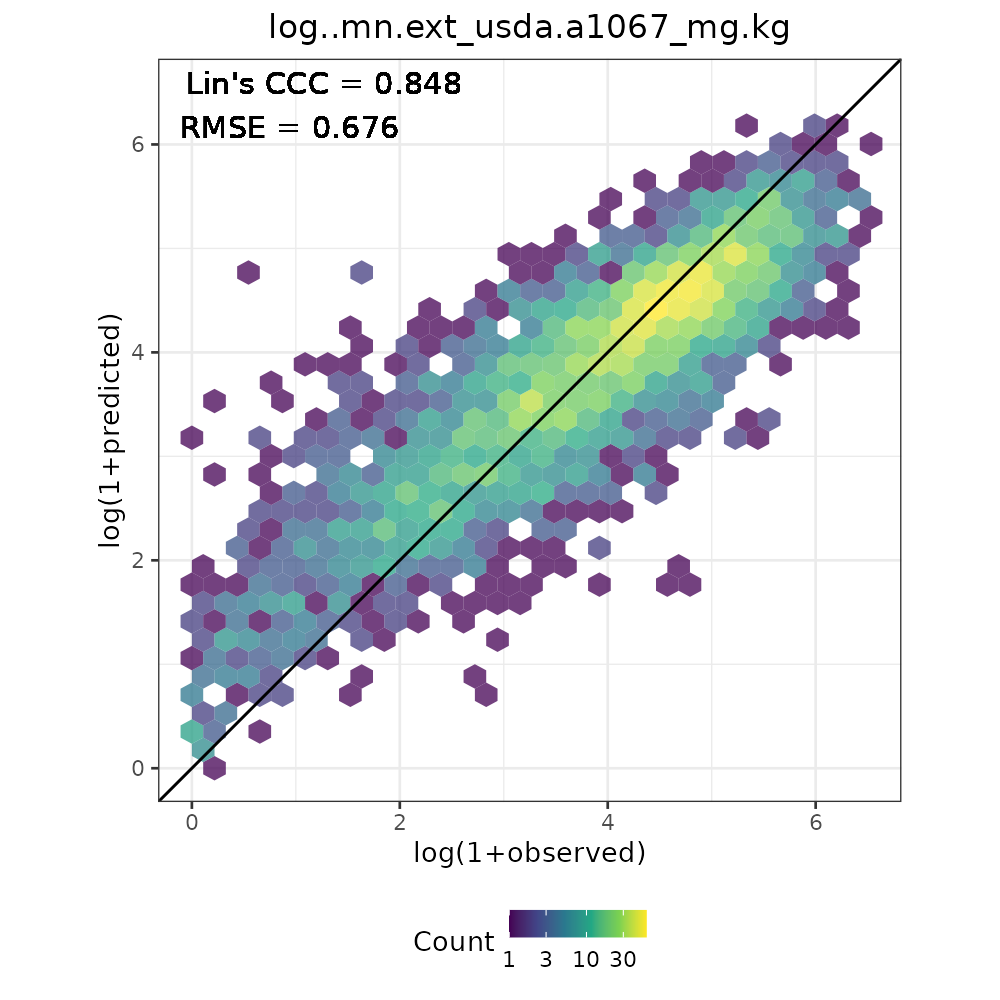 log..mn.ext_usda.a1067_mg.kg
Lin's CCC = 0.848
RMSE = 0.676
6
4
2
0
log(1+predicted)
0 2 4 6
log(1+observed)
Count
1 3 10 30